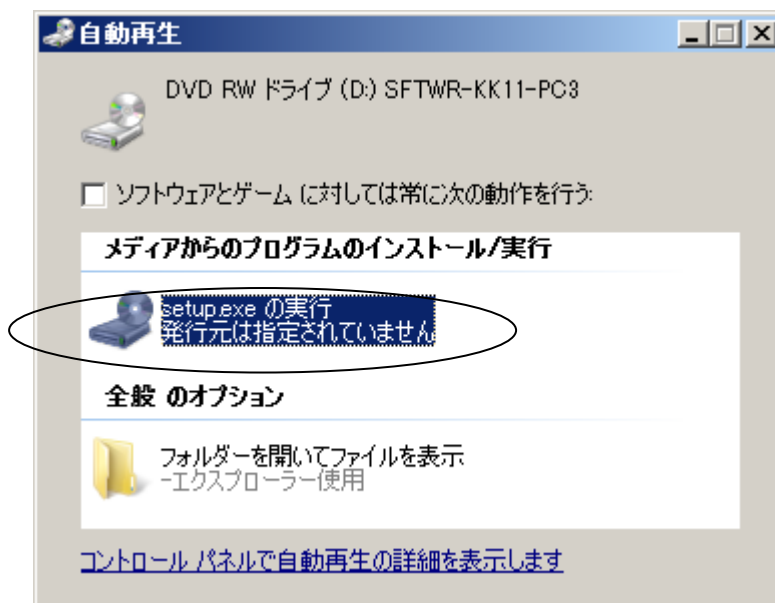 自動再生
DVD RW ドライブ (D:) SFTWR-KK11-PC3
ソフトウェアとゲーム に対しては常に次の動作を行う:
メディアからのプログラムのインストール/実行
setup.exe の実行
発行元は指定されていません
全般 のオプション
フォルダーを開いてファイルを表示
-エクスプローラー使用
コントロール パネルで自動再生の詳細を表示します